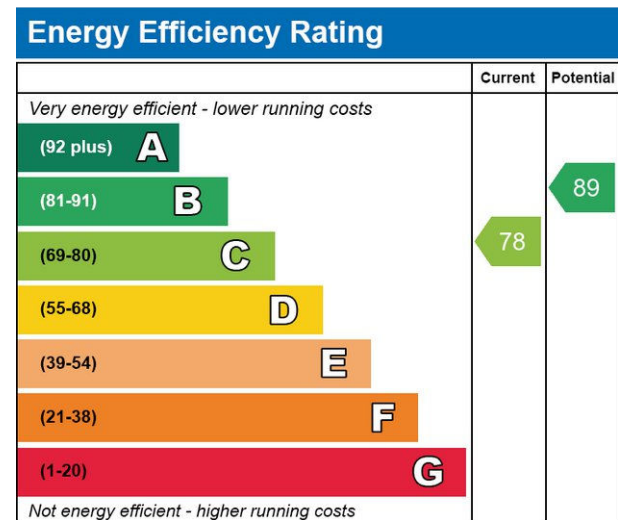 Energy Efficiency Rating
Current Potential
Very energy efficient - lower running costs
(92 plus) A
(81-91) B
89
(69-80) C
78
(55-68) D
(39-54) E
(21-38) F
(1-20) G
Not energy efficient - higher running costs